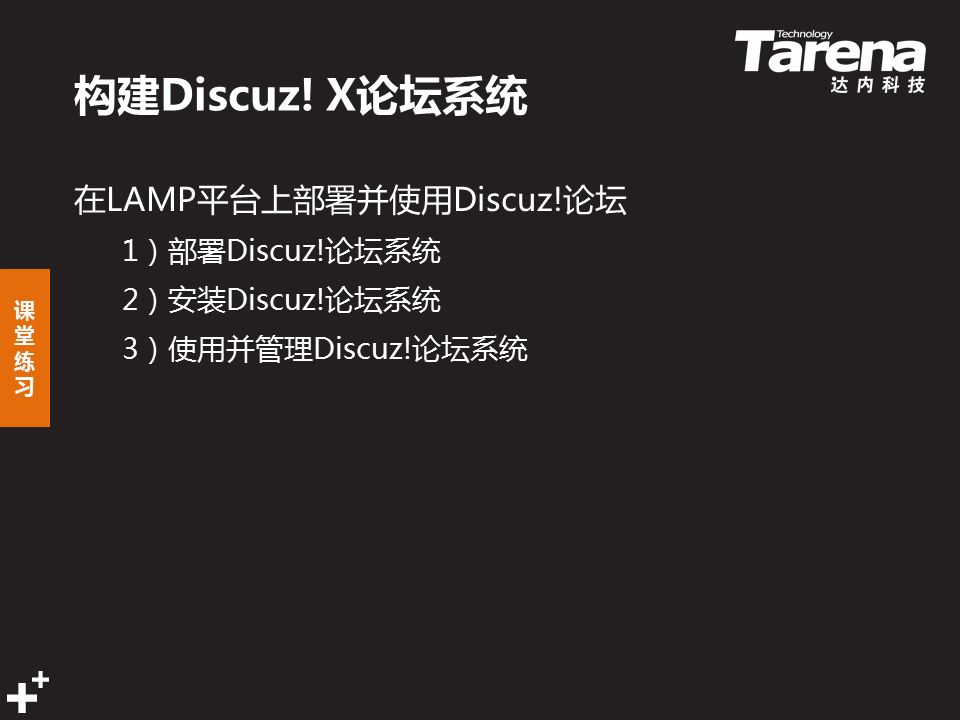 Technology
Tarena
达内科技
构建Discuz! X论坛系统
在LAMP平台上部署并使用Discuz!论坛
1）部署Discuz!论坛系统
2）安装Discuz!论坛系统
3）使用并管理Discuz!论坛系统
课
堂
练
习